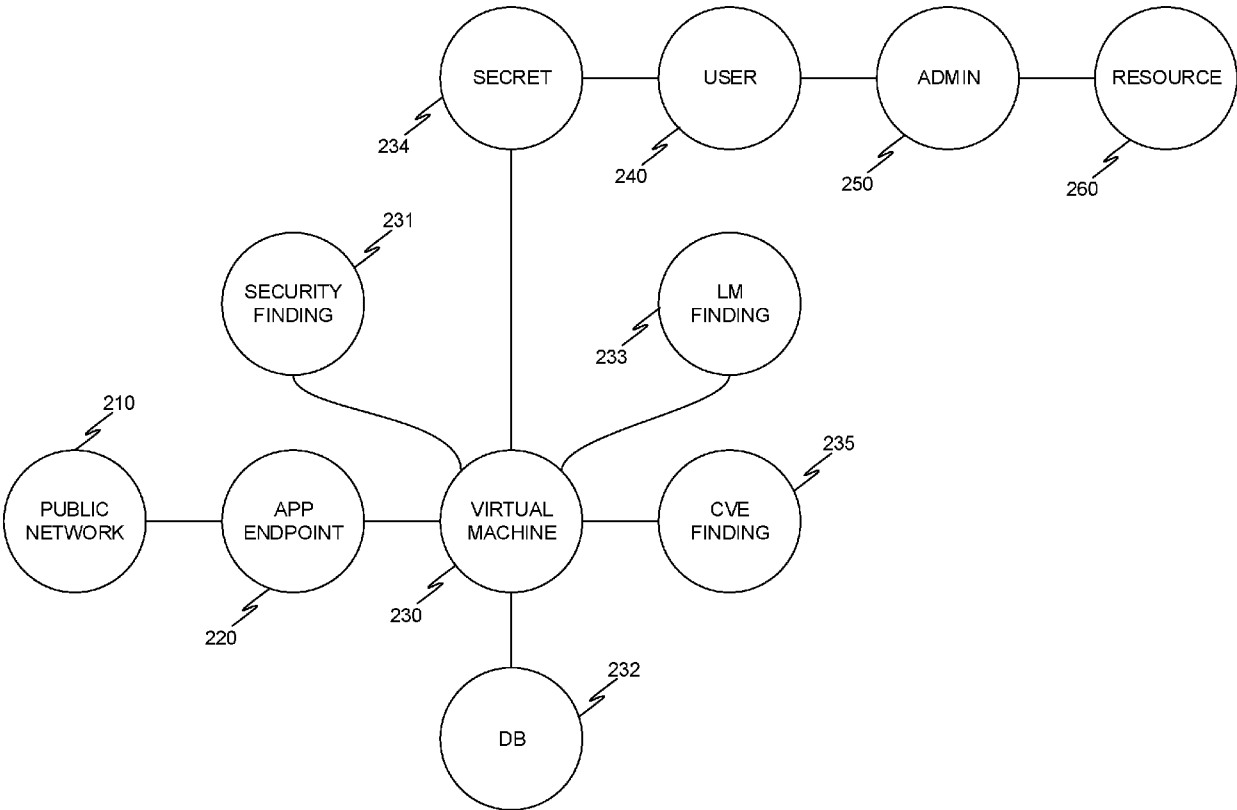 SECRET
USER
ADMIN
RESOURCE
234
240
250
260
231
SECURITY
FINDING
LM
FINDING
233
210
235
PUBLIC
NETWORK
APP
ENDPOINT
VIRTUAL
MACHINE
CVE
FINDING
220
230
232
DB